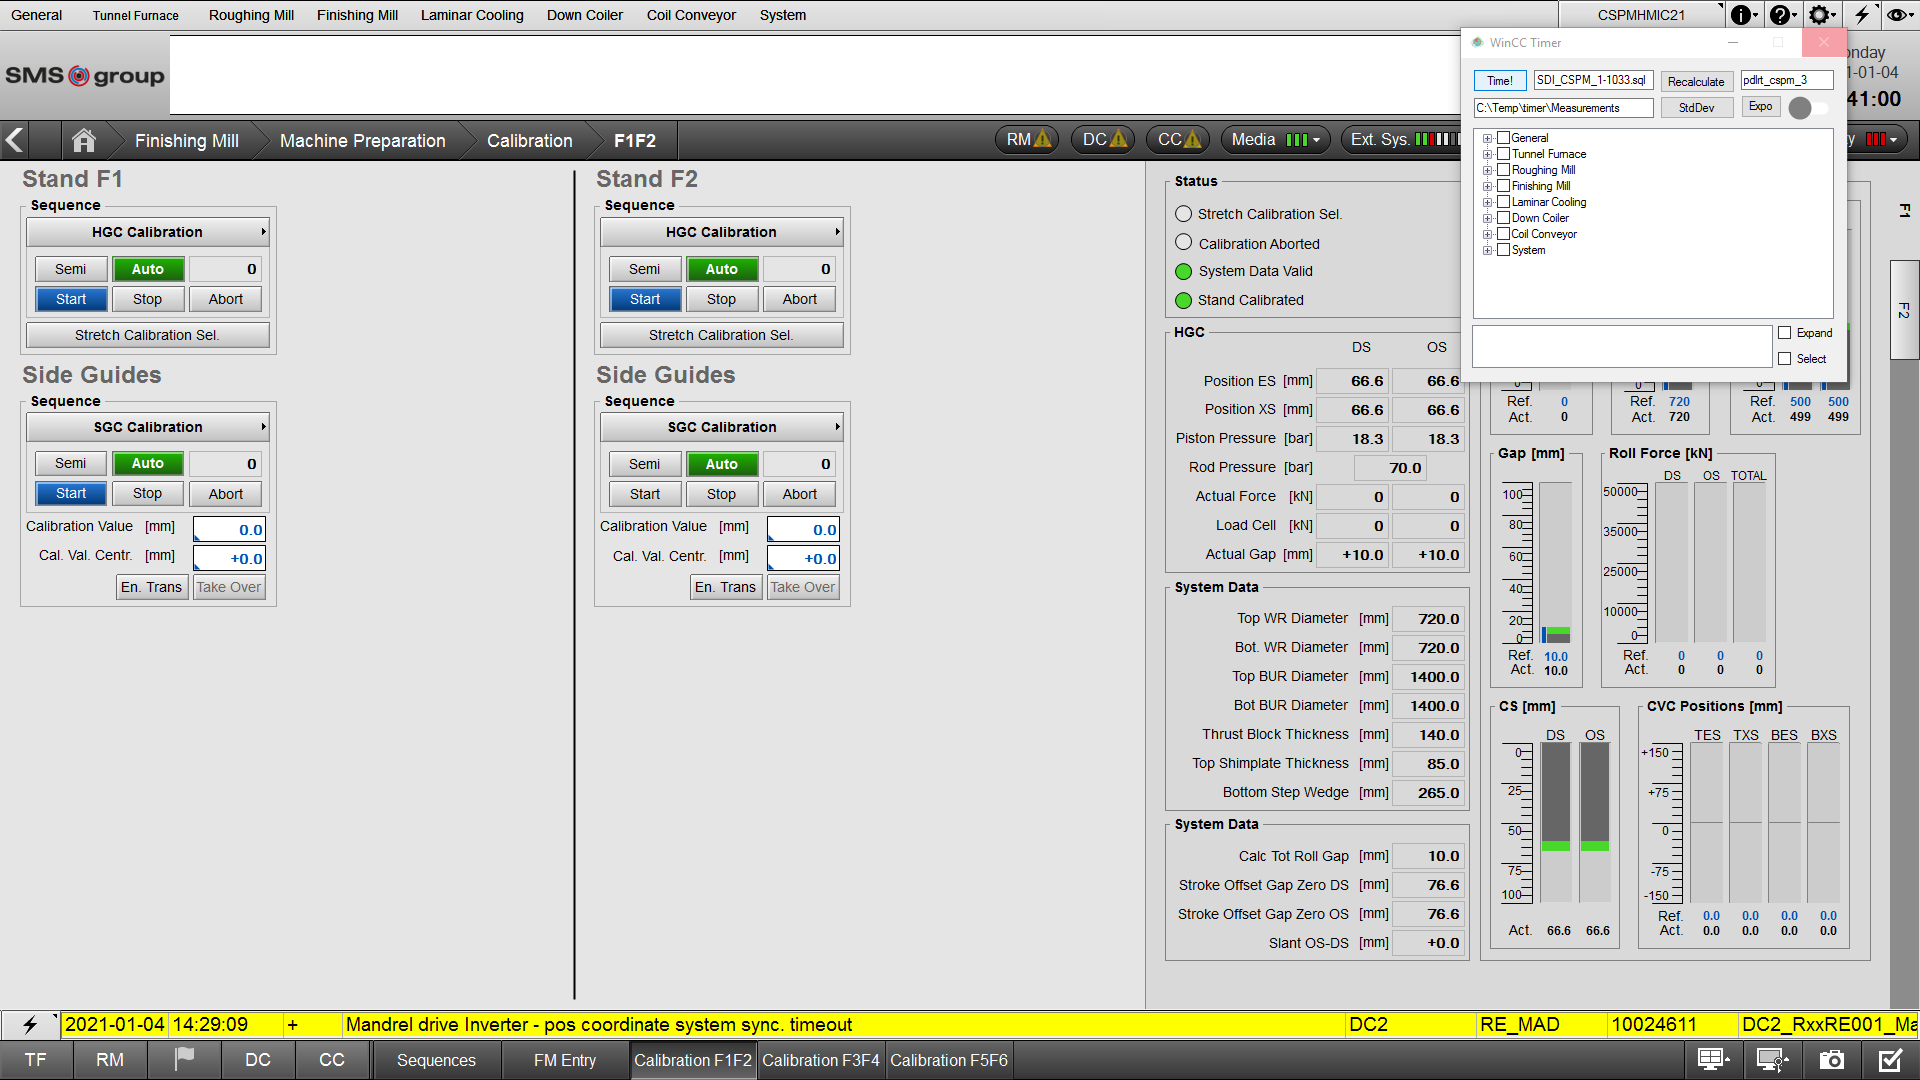 General Tunnel Furnace Roughing Mill Finishing Mill Laminar Cooling Down Coiler Coil Conveyor System CSPMHMIC21
SMS group
41:00
WinCC Timer
Time! SDI_CSPM_1-1033.sql Recalculate pdlrt_cspm_3
C:\Temp\timer\Measurements StdDev Expo
General
Tunnel Furnace
Roughing Mill
Finishing Mill
Laminar Cooling
Down Coiler
Coil Conveyor
System
Expand
Select
Finishing Mill Machine Preparation Calibration F1F2 RM DC CC Media Ext. Sys.
Stand F1
Sequence
HGC Calibration
Semi Auto 0
Start Stop Abort
Stretch Calibration Sel.
Side Guides
Sequence
SGC Calibration
Semi Auto 0
Start Stop Abort
Calibration Value [mm] 0.0
Cal. Val. Centr. [mm] +0.0
En. Trans Take Over
Stand F2
Sequence
HGC Calibration
Semi Auto 0
Start Stop Abort
Stretch Calibration Sel.
Side Guides
Sequence
SGC Calibration
Semi Auto 0
Start Stop Abort
Calibration Value [mm] 0.0
Cal. Val. Centr. [mm] +0.0
En. Trans Take Over
Status
Stretch Calibration Sel.
Calibration Aborted
System Data Valid
Stand Calibrated
HGC
DS OS
Position ES [mm] 66.6 66.6
Position XS [mm] 66.6 66.6
Piston Pressure [bar] 18.3 18.3
Rod Pressure [bar] 70.0
Actual Force [kN] 0 0
Load Cell [kN] 0 0
Actual Gap [mm] +10.0 +10.0
System Data
Top WR Diameter [mm] 720.0
Bot. WR Diameter [mm] 720.0
Top BUR Diameter [mm] 1400.0
Bot BUR Diameter [mm] 1400.0
Thrust Block Thickness [mm] 140.0
Top Shimplate Thickness [mm] 85.0
Bottom Step Wedge [mm] 265.0
System Data
Calc Tot Roll Gap [mm] 10.0
Stroke Offset Gap Zero DS [mm] 76.6
Stroke Offset Gap Zero OS [mm] 76.6
Slant OS-DS [mm] +0.0
F1
F2
Ref. 0 Ref. 720 Ref. 500 500
Act. 0 Act. 720 Act. 499 499
Gap [mm]
100
80
60
40
20
0
Ref. 10.0
Act. 10.0
Roll Force [kN]
DS OS TOTAL
50000
35000
25000
10000
0
Ref. 0 0 0
Act. 0 0 0
CS [mm]
DS OS
0
25
50
75
100
Act. 66.6 66.6
CVC Positions [mm]
TES TXS BES BXS
+150
+75
0
-75
-150
Ref. 0.0 0.0 0.0 0.0
Act. 0.0 0.0 0.0 0.0
2021-01-04 14:29:09 + Mandrel drive Inverter - pos coordinate system sync. timeout DC2 RE_MAD 10024611 DC2_RxxRE001_Ma
TF RM DC CC Sequences FM Entry Calibration F1F2 Calibration F3F4 Calibration F5F6